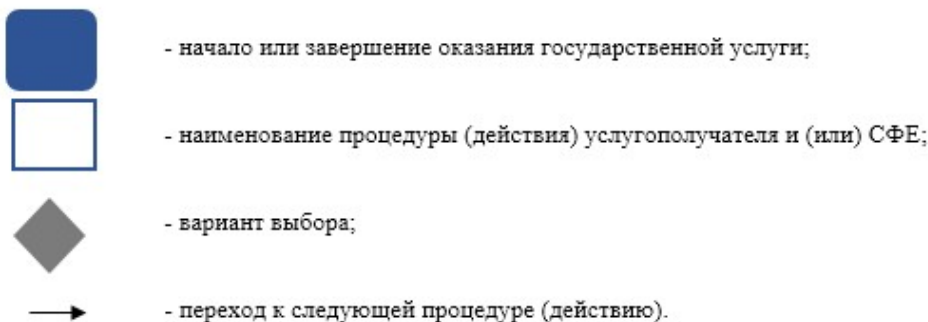 - начало или завершение оказания государственной услуги;
- наименование процедуры (действия) услугополучателя и (или) СФЕ;
- вариант выбора;
- переход к следующей процедуре (действию).